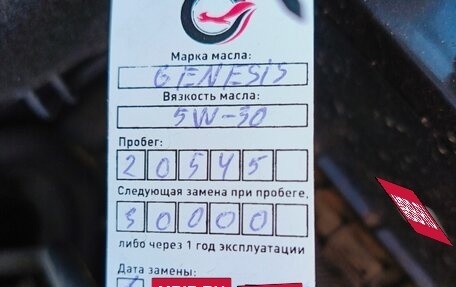 Марка масла:
GENESIS
Вязкость масла:
5W-30
Пробег:
20545
Следующая замена при пробеге,
30000
либо через 1 год эксплуатации
Дата замены: